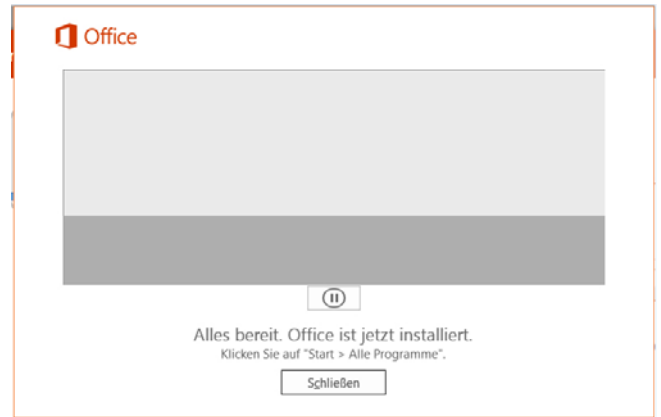 Office
Alles bereit. Office ist jetzt installiert.
Klicken Sie auf "Start > Alle Programme".
Schließen